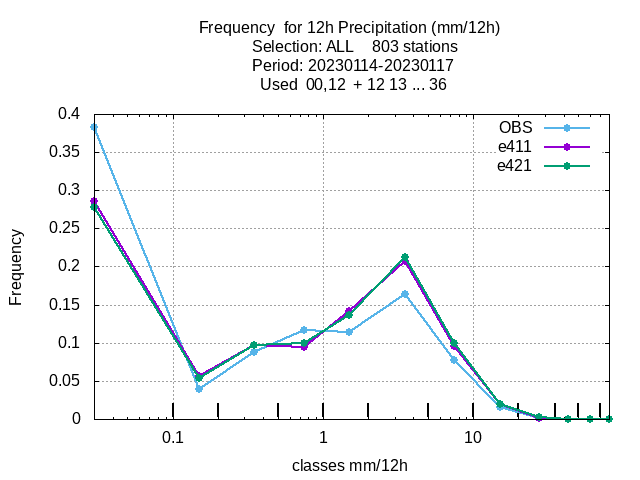 Frequency  for 12h Precipitation (mm/12h)
Selection: ALL    803 stations
Period: 20230114-20230117
Used  00,12  + 12 13 ... 36
OBS
e411
e421
0.4
0.35
0.3
0.25
0.2
0.15
0.1
0.05
0
Frequency
0.1
1
10
classes mm/12h